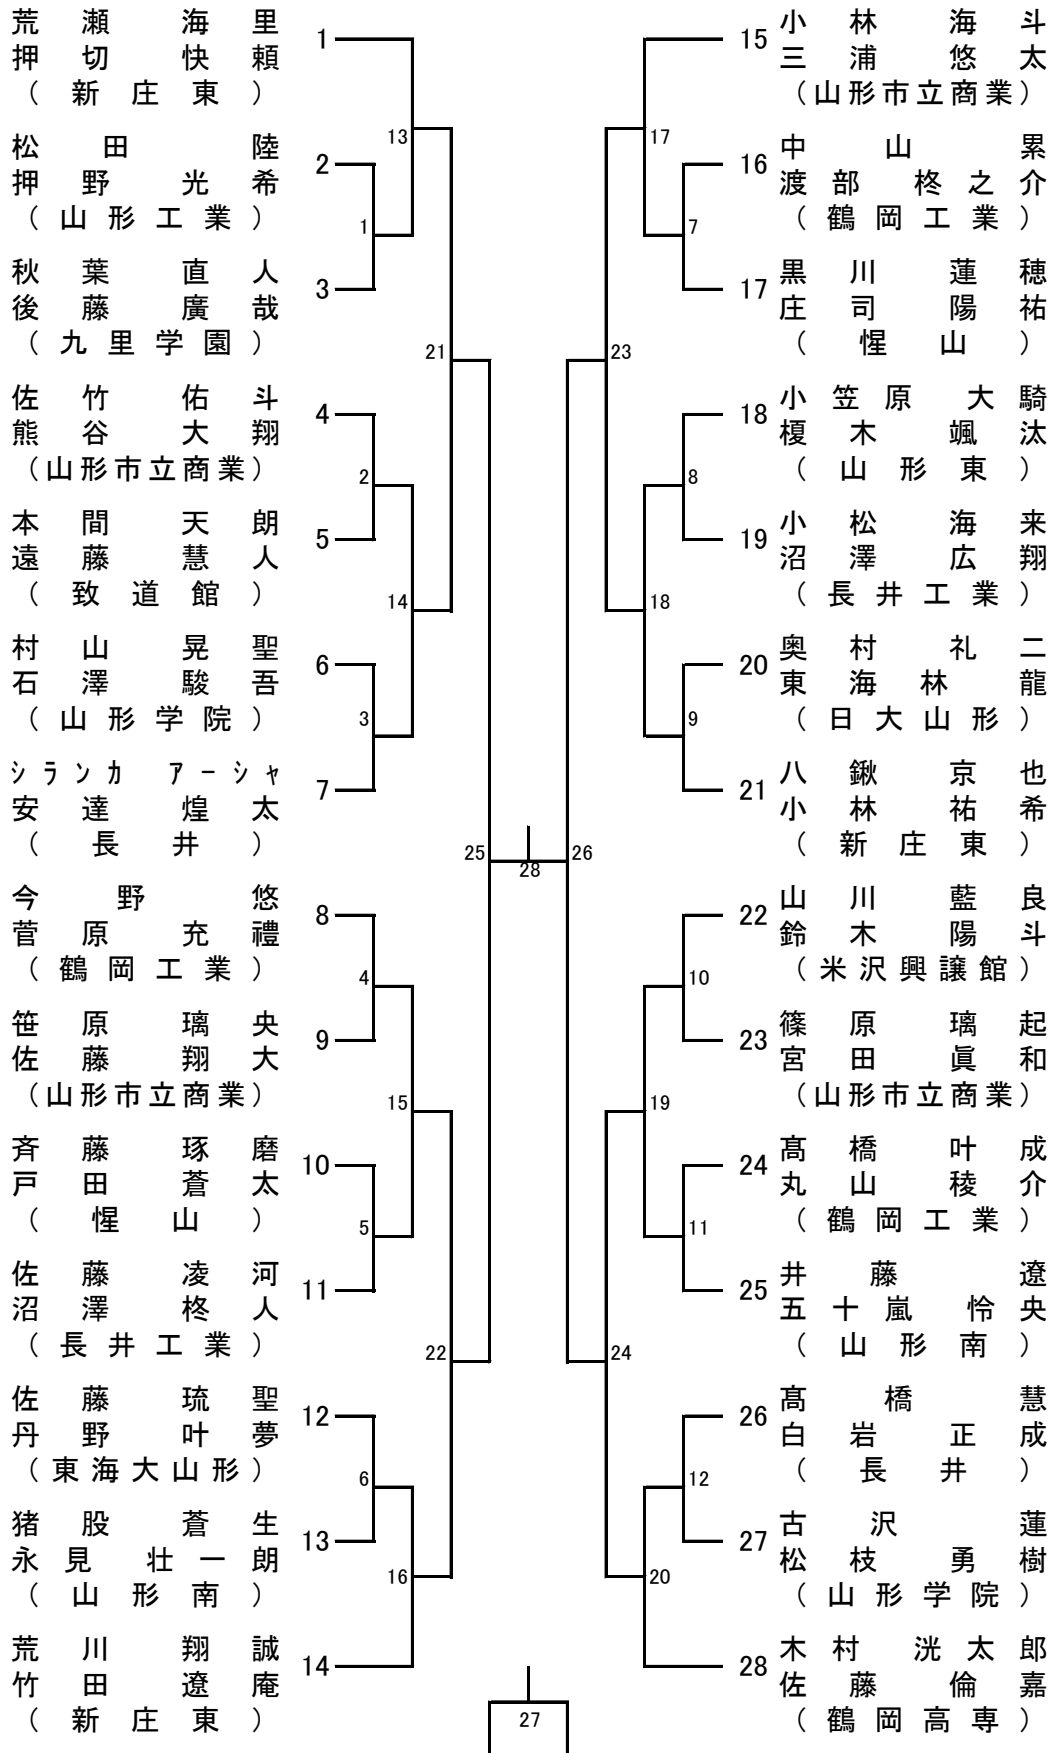 荒瀬海里
押切快頼
（新庄東）
1
松田陸
押野光希
（山形工業）
2
秋葉直人
後藤廣哉
（九里学園）
3
佐竹佑斗
熊谷大翔
（山形市立商業）
4
本間天朗
遠藤慧人
（致道館）
5
村山晃聖
石澤駿吾
（山形学院）
6
ｼﾗﾝｶ ｱｰｼｬ
安達煌太
（長井）
7
今野悠
菅原充禮
（鶴岡工業）
8
笹原璃央
佐藤翔大
（山形市立商業）
9
斉藤琢磨
戸田蒼太
（惺山）
10
佐藤凌河
沼澤柊人
（長井工業）
11
佐藤琉聖
丹野叶夢
（東海大山形）
12
猪股蒼生
永見壮一朗
（山形南）
13
荒川翔誠
竹田遼庵
（新庄東）
14
13
1
21
2
14
3
25
4
15
5
22
6
16
28
27
17
7
23
8
18
9
26
10
19
11
24
12
20
15
小林海斗
三浦悠太
（山形市立商業）
16
中山累
渡部柊之介
（鶴岡工業）
17
黒川蓮穂
庄司陽祐
（惺山）
18
小笠原大騎
榎木颯汰
（山形東）
19
小松海来
沼澤広翔
（長井工業）
20
奥村礼二
東海林龍
（日大山形）
21
八鍬京也
小林祐希
（新庄東）
22
山川藍良
鈴木陽斗
（米沢興譲館）
23
篠原璃起
宮田眞和
（山形市立商業）
24
髙橋叶成
丸山稜介
（鶴岡工業）
25
井藤遼
五十嵐怜央
（山形南）
26
髙橋慧
白岩正成
（長井）
27
古沢蓮
松枝勇樹
（山形学院）
28
木村洸太郎
佐藤倫嘉
（鶴岡高専）